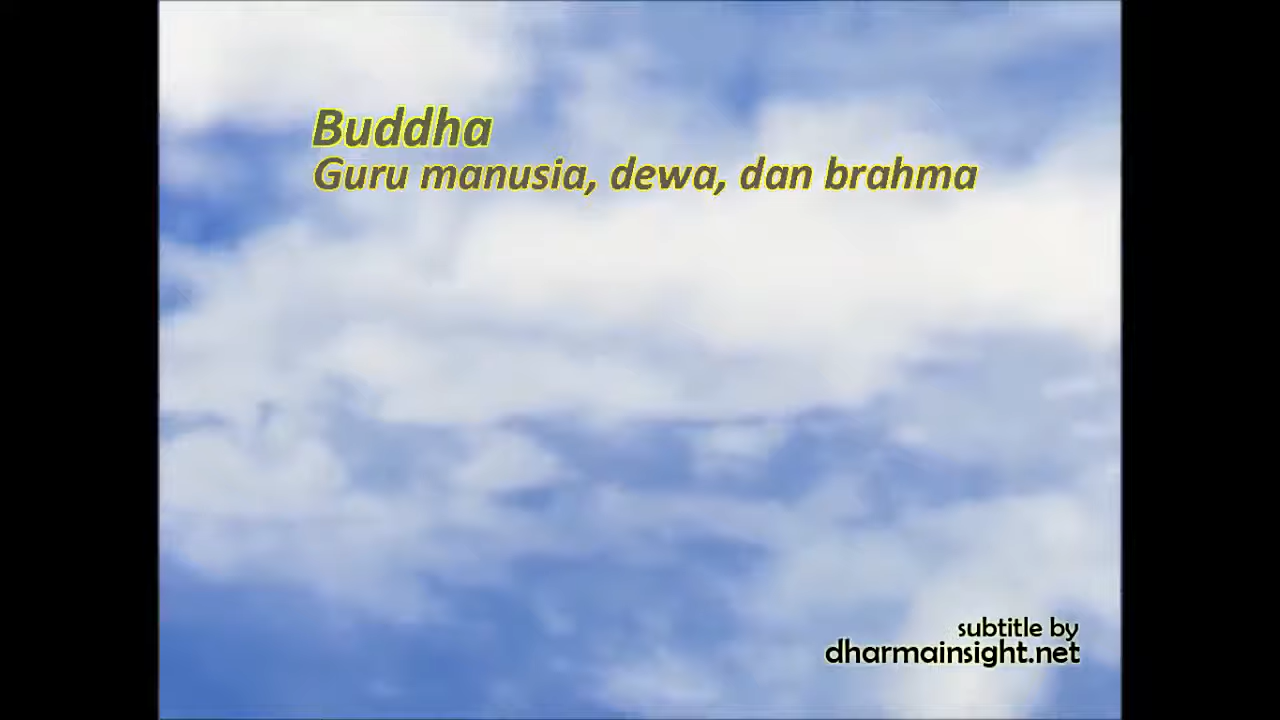 Buddha
Guru manusia, dewa, dan brahma
subtitle by
dharmainsight.net